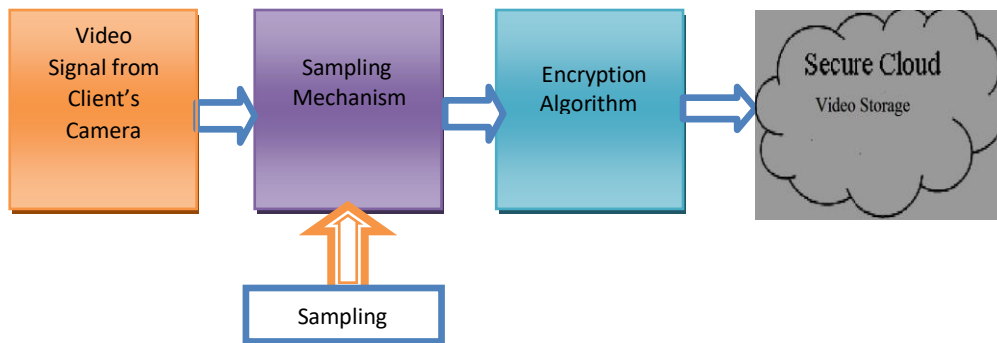 Video
Signal from
Client’s
Camera
Sampling
Mechanism
Encryption
Algorithm
Secure Cloud
Video Storage
Sampling